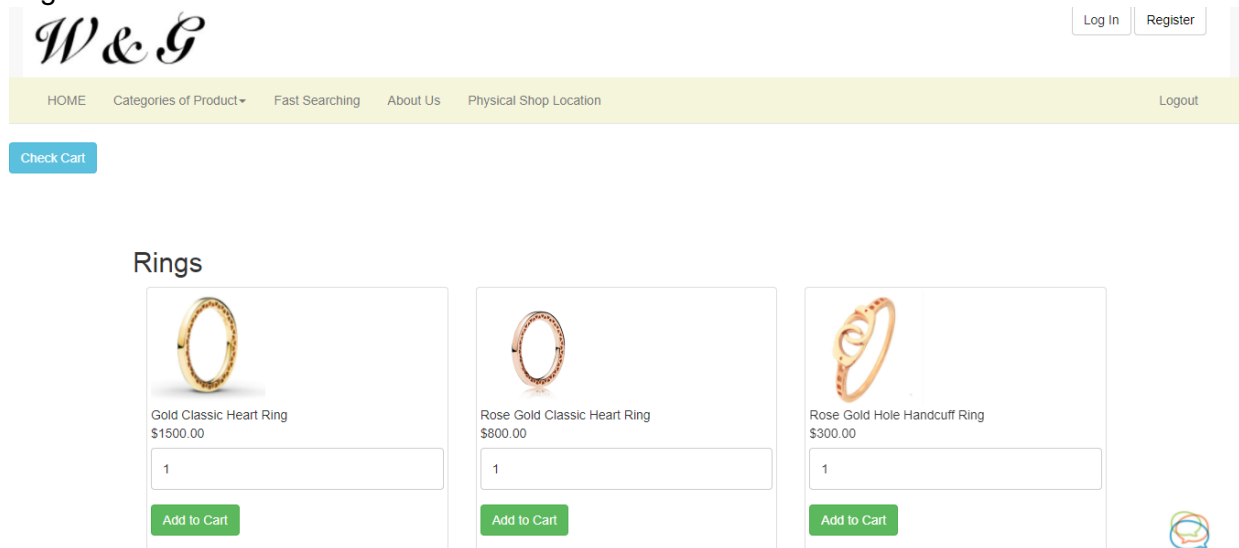 W & G
Log In Register
HOME Categories of Product Fast Searching About Us Physical Shop Location Logout
Check Cart
Rings
Gold Classic Heart Ring
$1500.00
1
Add to Cart
Rose Gold Classic Heart Ring
$800.00
1
Add to Cart
Rose Gold Hole Handcuff Ring
$300.00
1
Add to Cart